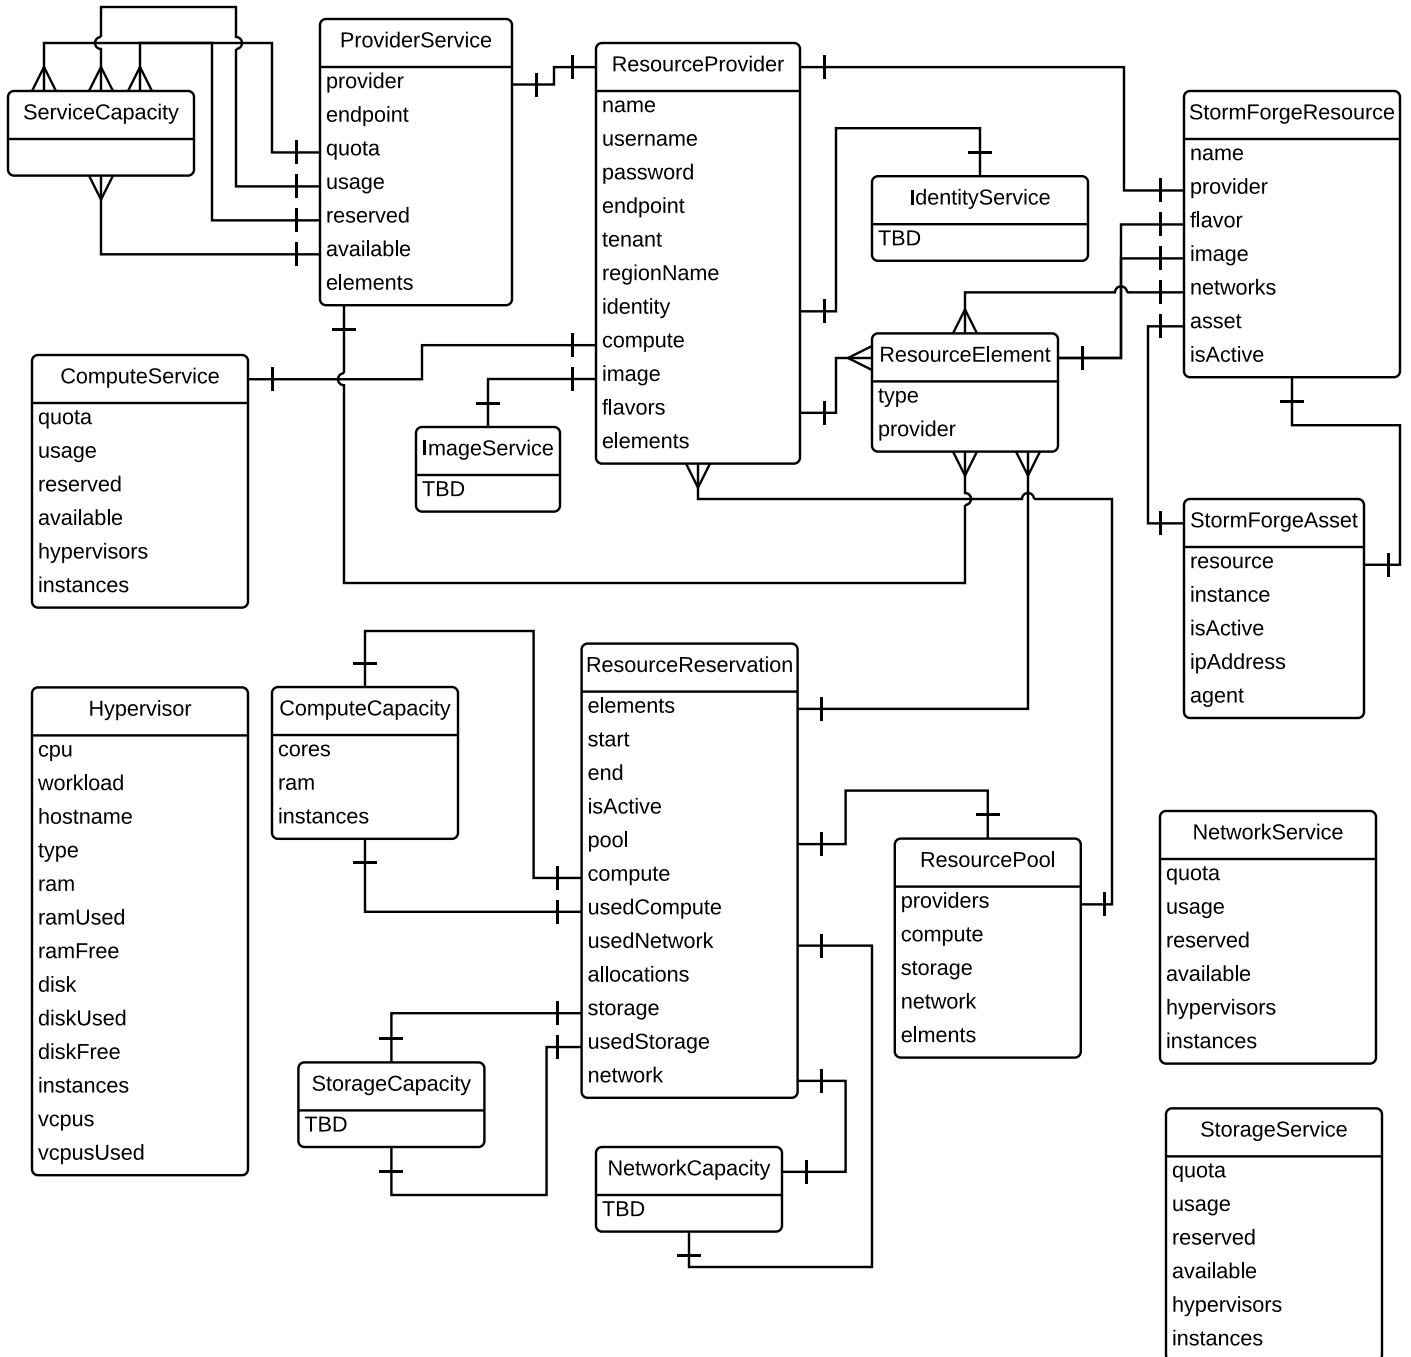 ProviderService
provider
endpoint
quota
usage
reserved
available
elements
ResourceProvider
name
username
password
endpoint
tenant
regionName
identity
compute
image
flavors
elements
ServiceCapacity
StormForgeResource
name
provider
flavor
image
networks
asset
isActive
IdentityService
TBD
ResourceElement
type
provider
ComputeService
quota
usage
reserved
available
hypervisors
instances
ImageService
TBD
StormForgeAsset
resource
instance
isActive
ipAddress
agent
ResourceReservation
elements
start
end
isActive
pool
compute
usedCompute
usedNetwork
allocations
storage
usedStorage
network
Hypervisor
cpu
workload
hostname
type
ram
ramUsed
ramFree
disk
diskUsed
diskFree
instances
vcpus
vcpusUsed
ComputeCapacity
cores
ram
instances
ResourcePool
providers
compute
storage
network
elments
NetworkService
quota
usage
reserved
available
hypervisors
instances
StorageCapacity
TBD
NetworkCapacity
TBD
StorageService
quota
usage
reserved
available
hypervisors
instances